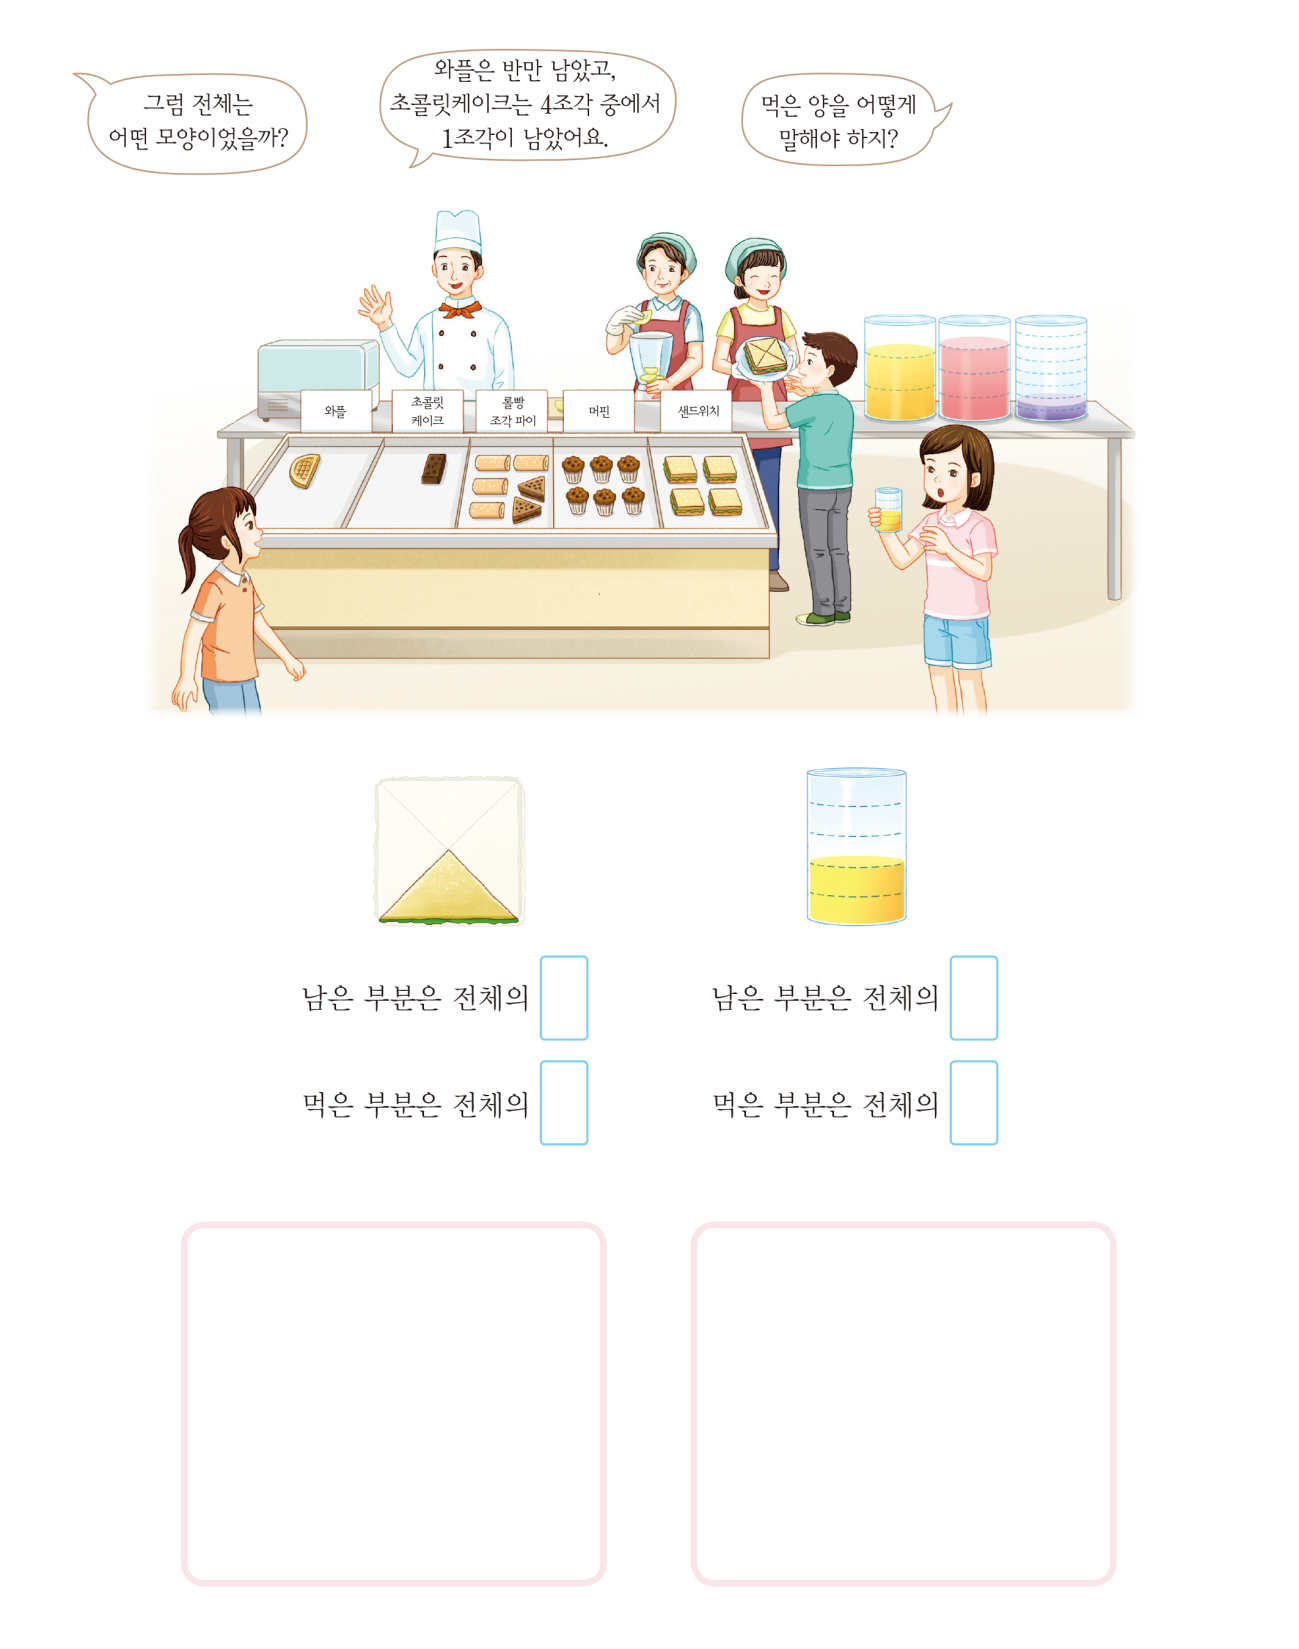 그럼 전체는
어떤 모양이었을까?
와플은 반만 남았고,
초콜릿케이크는 4조각 중에서
1조각이 남았어요.
먹은 양을 어떻게
말해야 하지?
와플
초콜릿
케이크
롤빵
조각 파이
머핀
샌드위치
남은 부분은 전체의
남은 부분은 전체의
먹은 부분은 전체의
먹은 부분은 전체의